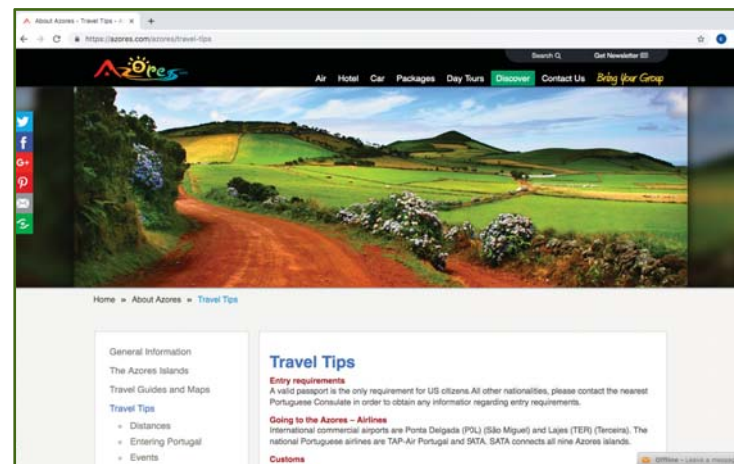 About Azores - Travel Tips - A
https://azores.com/azores/travel-tips
Search
Get Newsletter
Azores
Air Hotel Car Packages Day Tours Discover Contact Us Bring Your Group
Home » About Azores » Travel Tips
General Information
The Azores Islands
Travel Guides and Maps
Travel Tips
Distances
Entering Portugal
Events
Travel Tips
Entry requirements
A valid passport is the only requirement for US citizens.All other nationalities, please contact the nearest
Portuguese Consulate in order to obtain any information regarding entry requirements.
Going to the Azores – Airlines
International commercial airports are Ponta Delgada (PDL) (São Miguel) and Lajes (TER) (Terceira). The
national Portuguese airlines are TAP-Air Portugal and SATA. SATA connects all nine Azores islands.
Customs
Offline - Leave a message